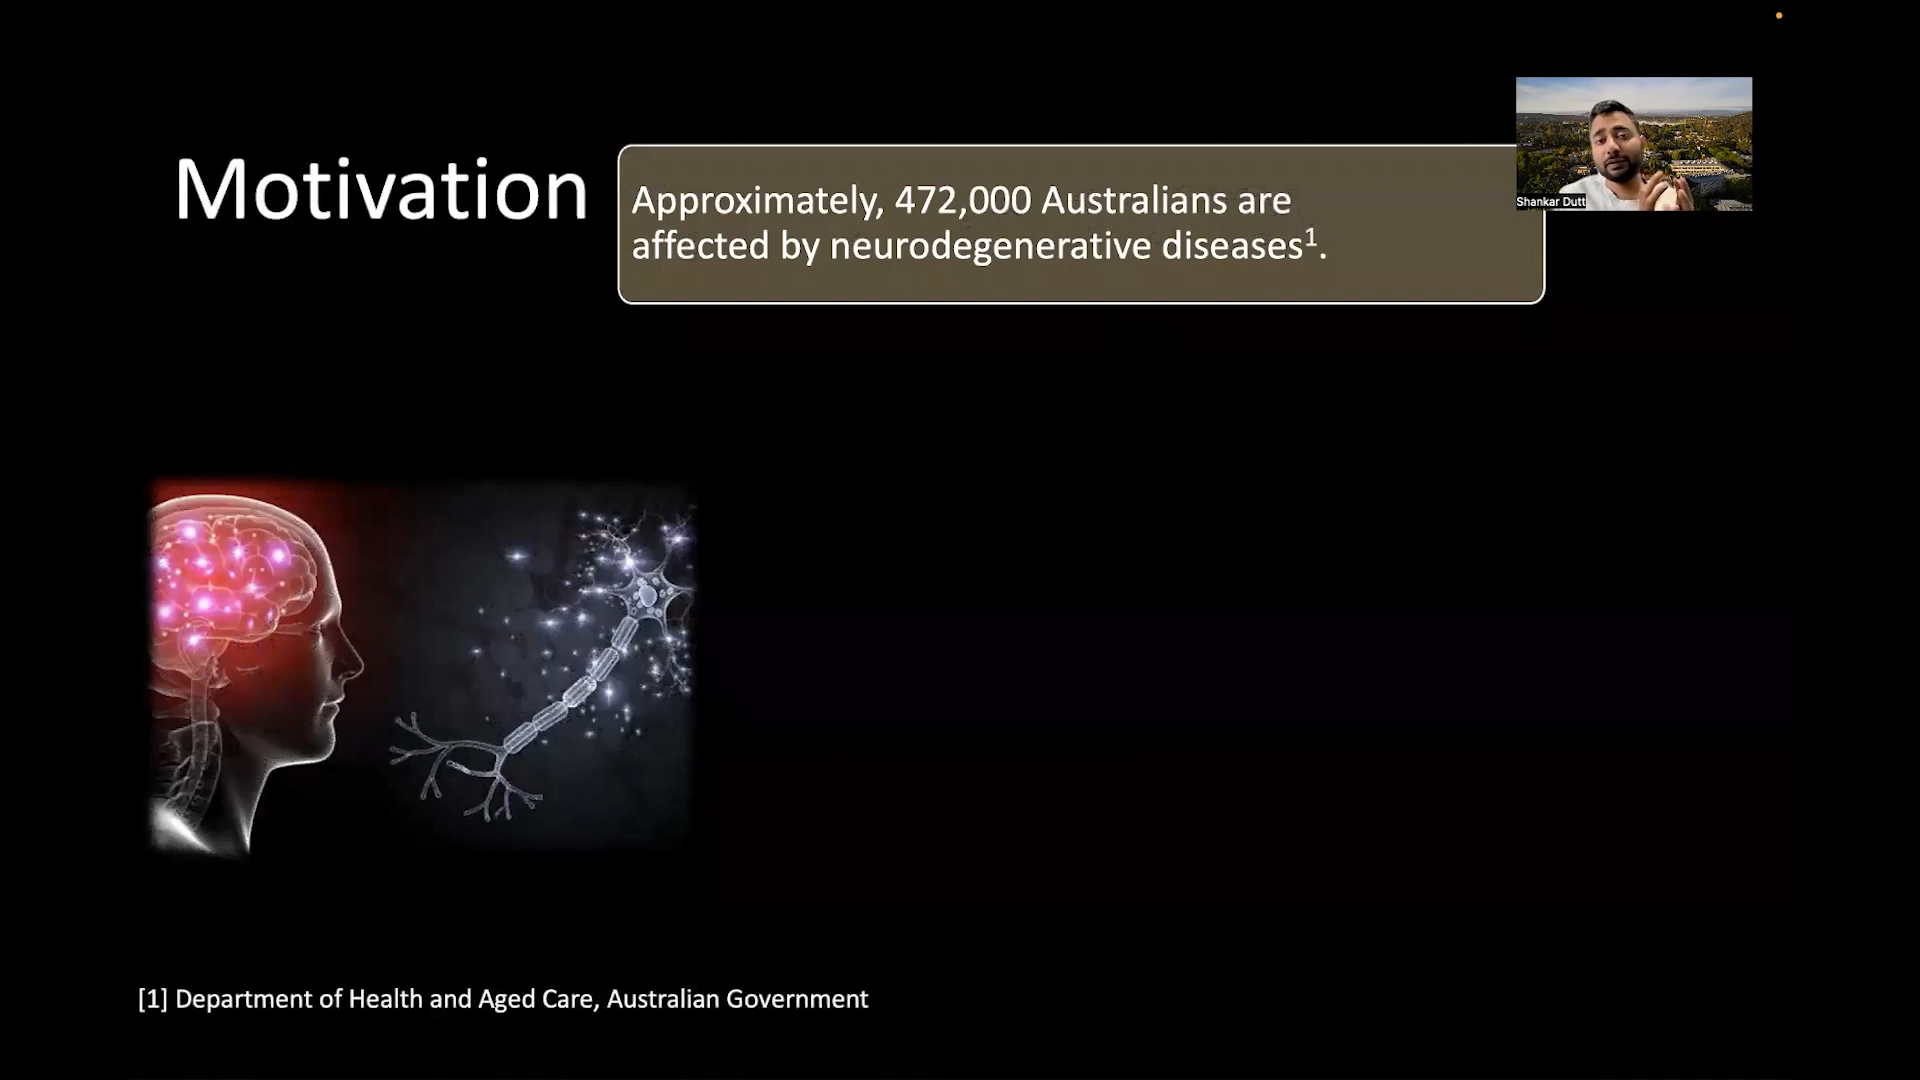 Motivation
Approximately, 472,000 Australians are
affected by neurodegenerative diseases¹.
Shankar Dutt
[1] Department of Health and Aged Care, Australian Government